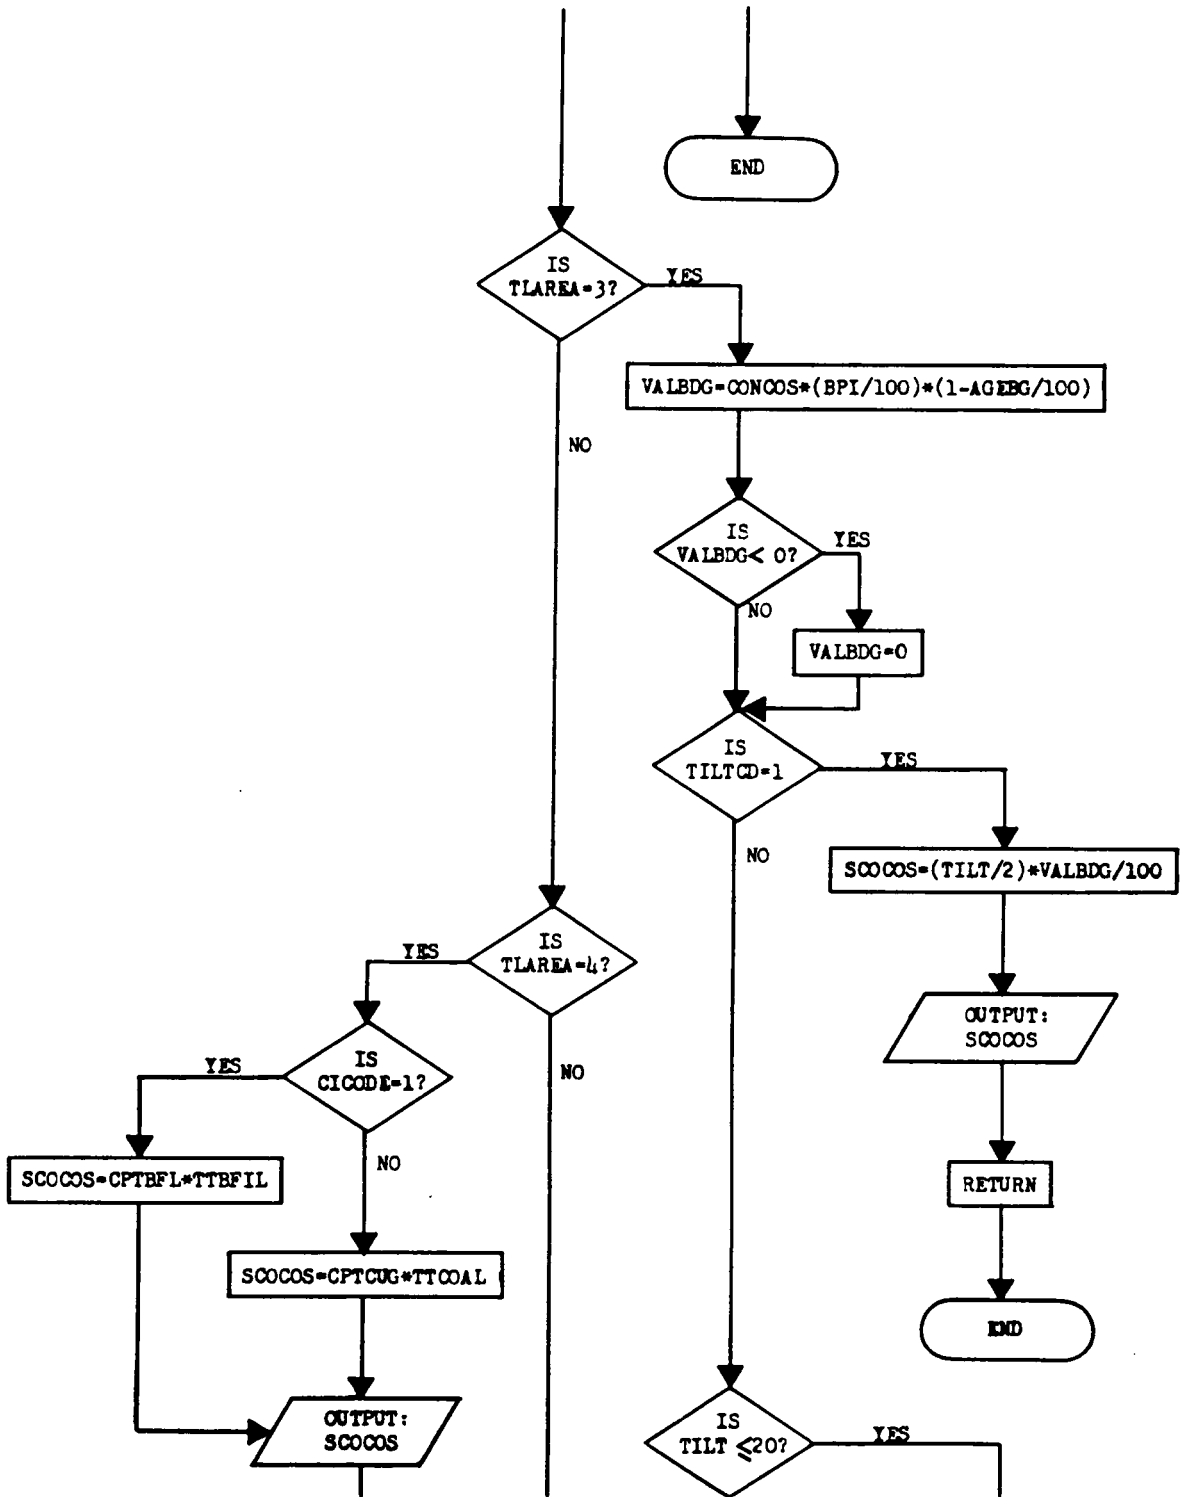 END
IS
TLAREA=3?
YES
VALBDG=CONCOS*(BPI/100)*(1-AGEBG/100)
NO
IS
VALBDG< 0?
YES
NO
VALBDG=0
IS
TILTCD=1
YES
NO
SCOCOS=(TILT/2)*VALBDG/100
IS
TLAREA=4?
YES
NO
OUTPUT:
SCOCOS
IS
CICODE=1?
YES
NO
SCOCOS=CPTBFL*TTBFIL
RETURN
SCOCOS=CPTCUG*TTCOAL
END
OUTPUT:
SCOCOS
IS
TILT ≤20?
YES